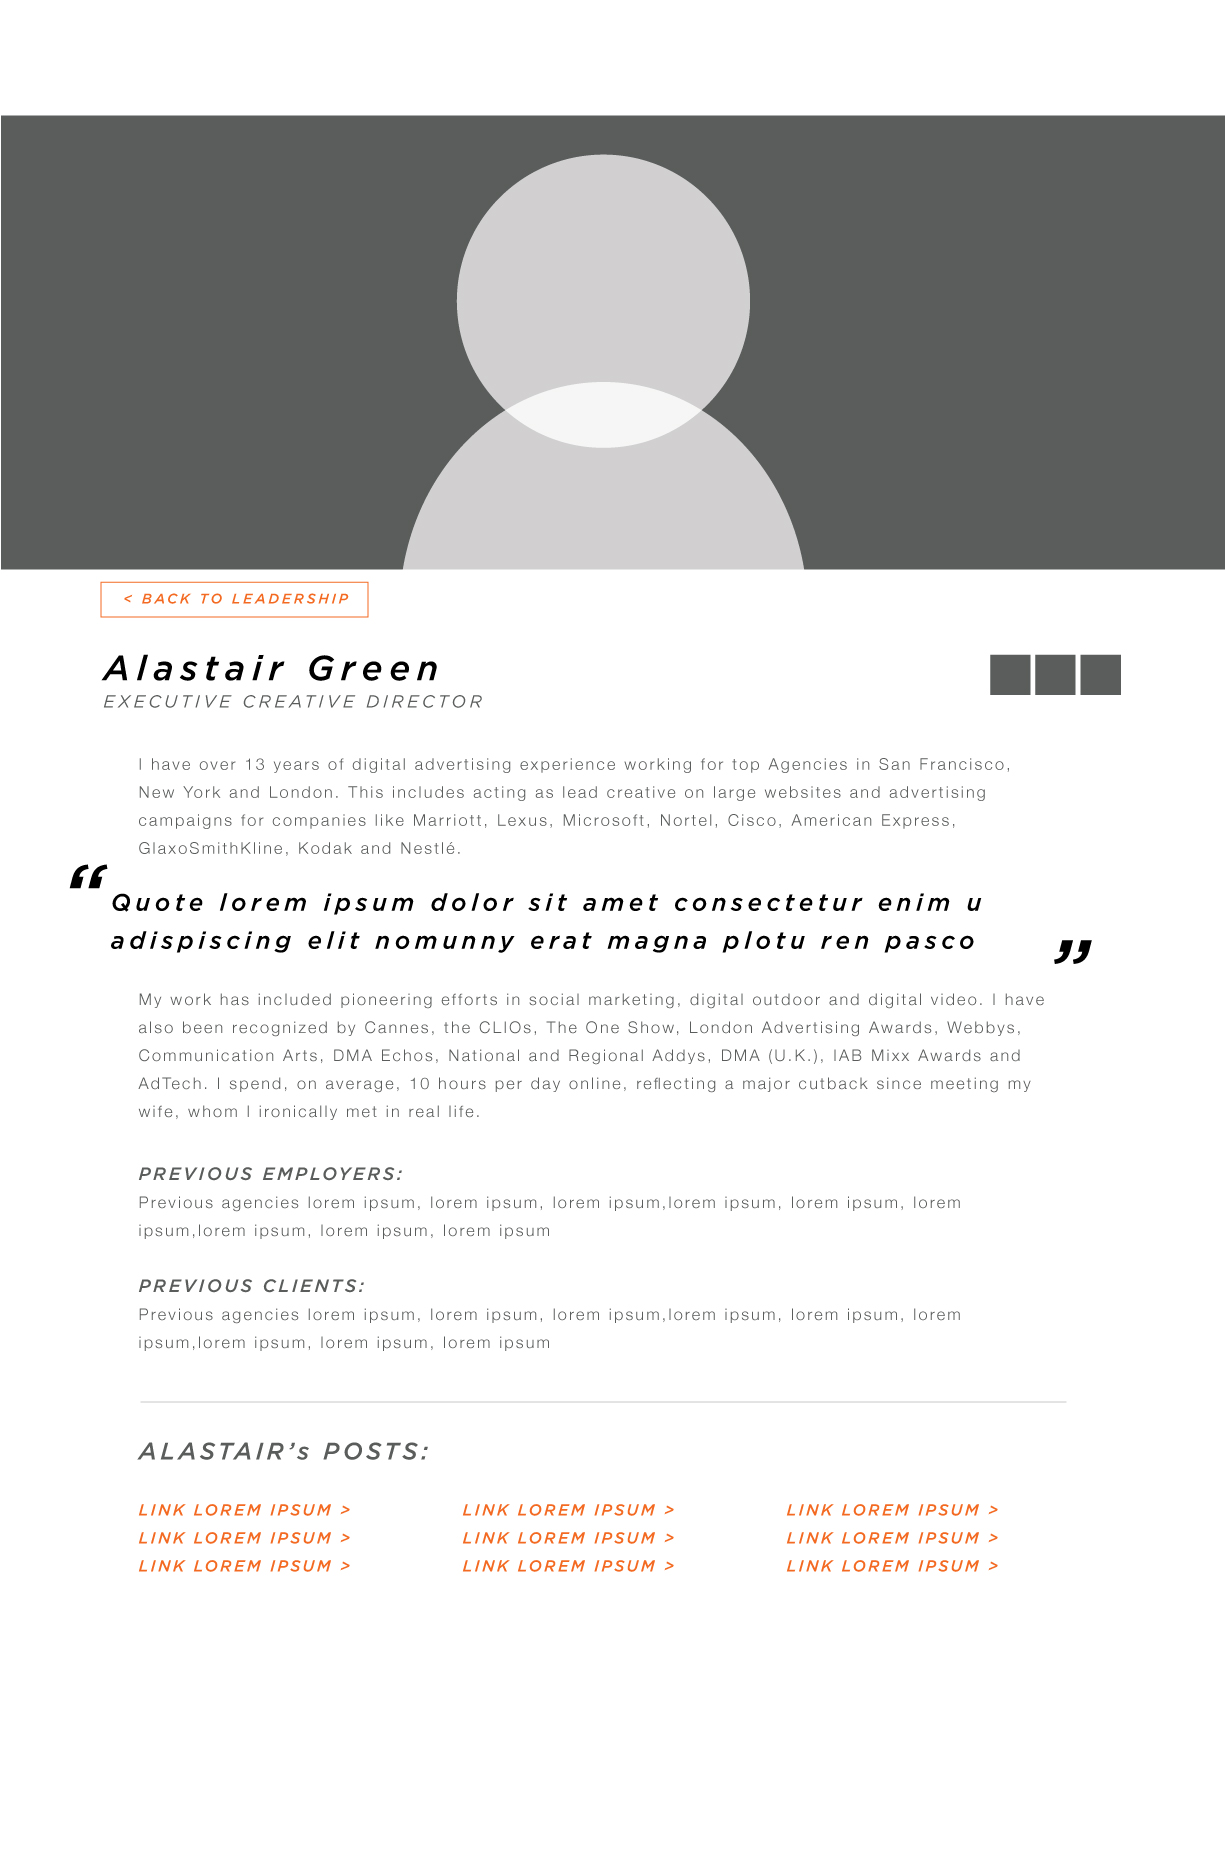 < BACK TO LEADERSHIP
Alastair Green
EXECUTIVE CREATIVE DIRECTOR
I have over 13 years of digital advertising experience working for top Agencies in San Francisco,
New York and London. This includes acting as lead creative on large websites and advertising
campaigns for companies like Marriott, Lexus, Microsoft, Nortel, Cisco, American Express,
GlaxoSmithKline, Kodak and Nestlé.
“Quote lorem ipsum dolor sit amet consectetur enim u
adispiscing elit nomunny erat magna plotu ren pasco”
My work has included pioneering efforts in social marketing, digital outdoor and digital video. I have
also been recognized by Cannes, the CLIOs, The One Show, London Advertising Awards, Webbys,
Communication Arts, DMA Echos, National and Regional Addys, DMA (U.K.), IAB Mixx Awards and
AdTech. I spend, on average, 10 hours per day online, reflecting a major cutback since meeting my
wife, whom I ironically met in real life.
PREVIOUS EMPLOYERS:
Previous agencies lorem ipsum, lorem ipsum, lorem ipsum,lorem ipsum, lorem ipsum, lorem
ipsum,lorem ipsum, lorem ipsum, lorem ipsum
PREVIOUS CLIENTS:
Previous agencies lorem ipsum, lorem ipsum, lorem ipsum,lorem ipsum, lorem ipsum, lorem
ipsum,lorem ipsum, lorem ipsum, lorem ipsum
ALASTAIR’s POSTS:
LINK LOREM IPSUM > LINK LOREM IPSUM > LINK LOREM IPSUM >
LINK LOREM IPSUM > LINK LOREM IPSUM > LINK LOREM IPSUM >
LINK LOREM IPSUM > LINK LOREM IPSUM > LINK LOREM IPSUM >